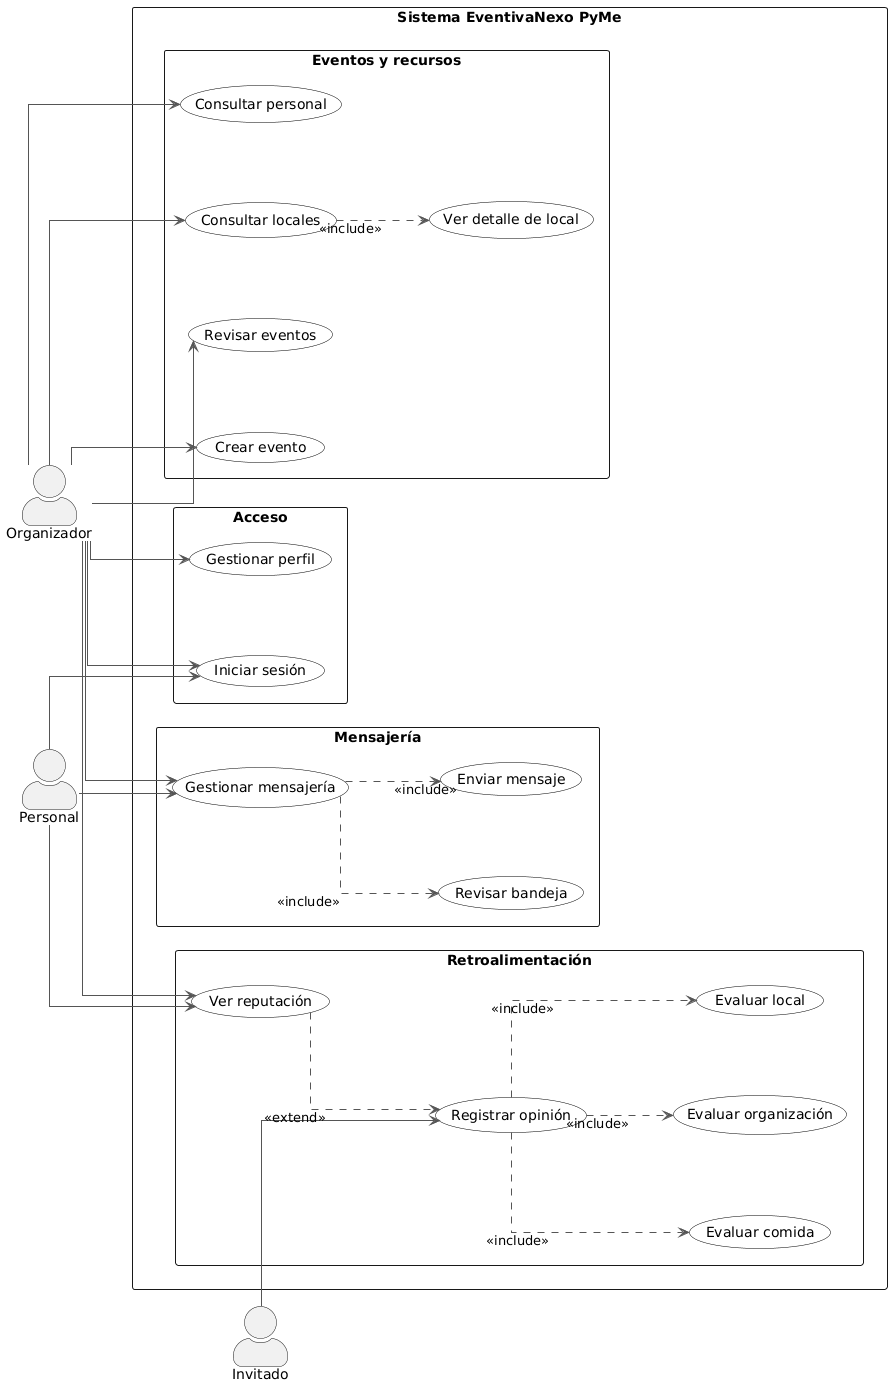 Sistema EventivaNexo PyMe
Eventos y recursos
Consultar personal
Consultar locales
«include»
Ver detalle de local
Revisar eventos
Crear evento
Organizador
Acceso
Gestionar perfil
Iniciar sesión
Personal
Mensajería
Gestionar mensajería
«include»
Enviar mensaje
«include»
Revisar bandeja
Retroalimentación
Ver reputación
«include»
Evaluar local
«extend»
Registrar opinión
«include»
Evaluar organización
«include»
Evaluar comida
Invitado